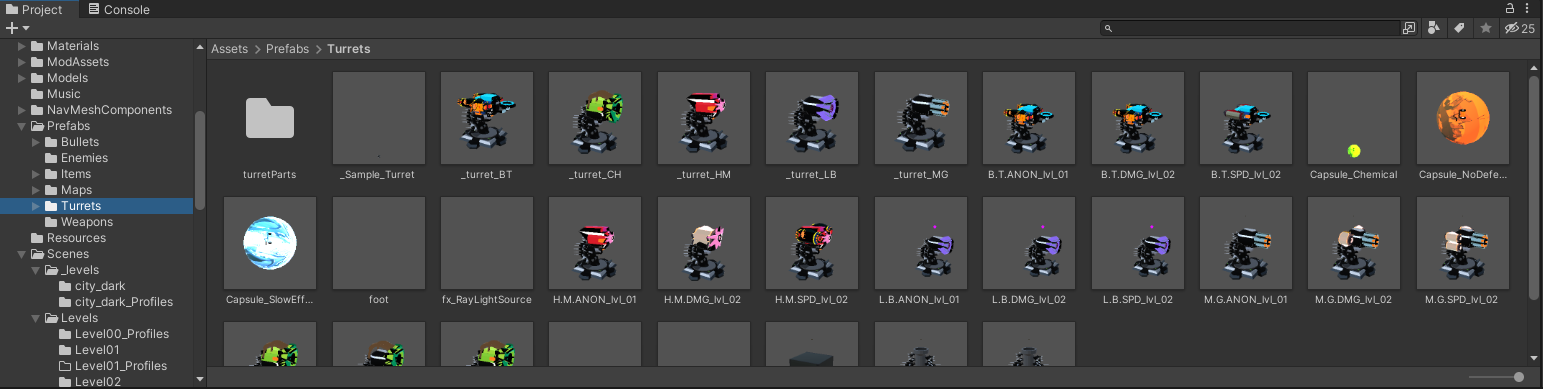 Project
Console
25
Materials
ModAssets
Models
Music
NavMeshComponents
Prefabs
Bullets
Enemies
Items
Maps
Turrets
Weapons
Resources
Scenes
_levels
city_dark
city_dark_Profiles
Levels
Level00_Profiles
Level01
Level01_Profiles
Level02
Assets > Prefabs > Turrets
turretParts
_Sample_Turret
_turret_BT
_turret_CH
_turret_HM
_turret_LB
_turret_MG
B.T.ANON_lvl_01
B.T.DMG_lvl_02
B.T.SPD_lvl_02
Capsule_Chemical
Capsule_NoDefe...
Capsule_SlowEff...
foot
fx_RayLightSource
H.M.ANON_lvl_01
H.M.DMG_lvl_02
H.M.SPD_lvl_02
L.B.ANON_lvl_01
L.B.DMG_lvl_02
L.B.SPD_lvl_02
M.G.ANON_lvl_01
M.G.DMG_lvl_02
M.G.SPD_lvl_02